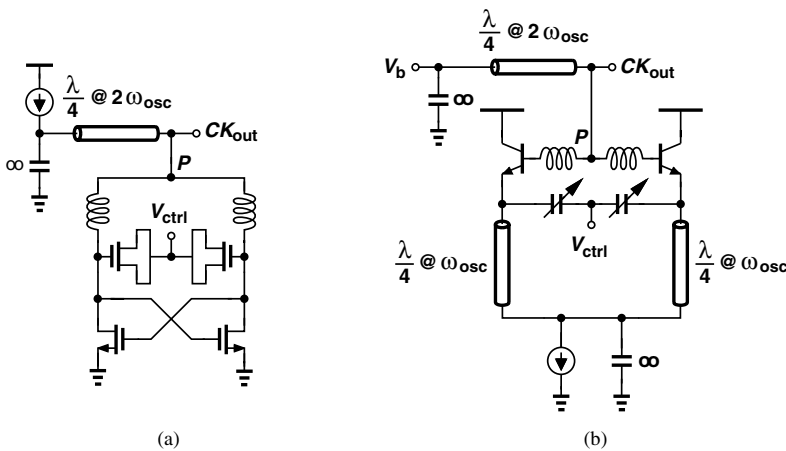 λ/4 @ 2 ω_osc
CK_out
P
∞
V_ctrl
(a)
λ/4 @ 2 ω_osc
V_b
CK_out
∞
P
V_ctrl
λ/4 @ ω_osc
λ/4 @ ω_osc
∞
(b)